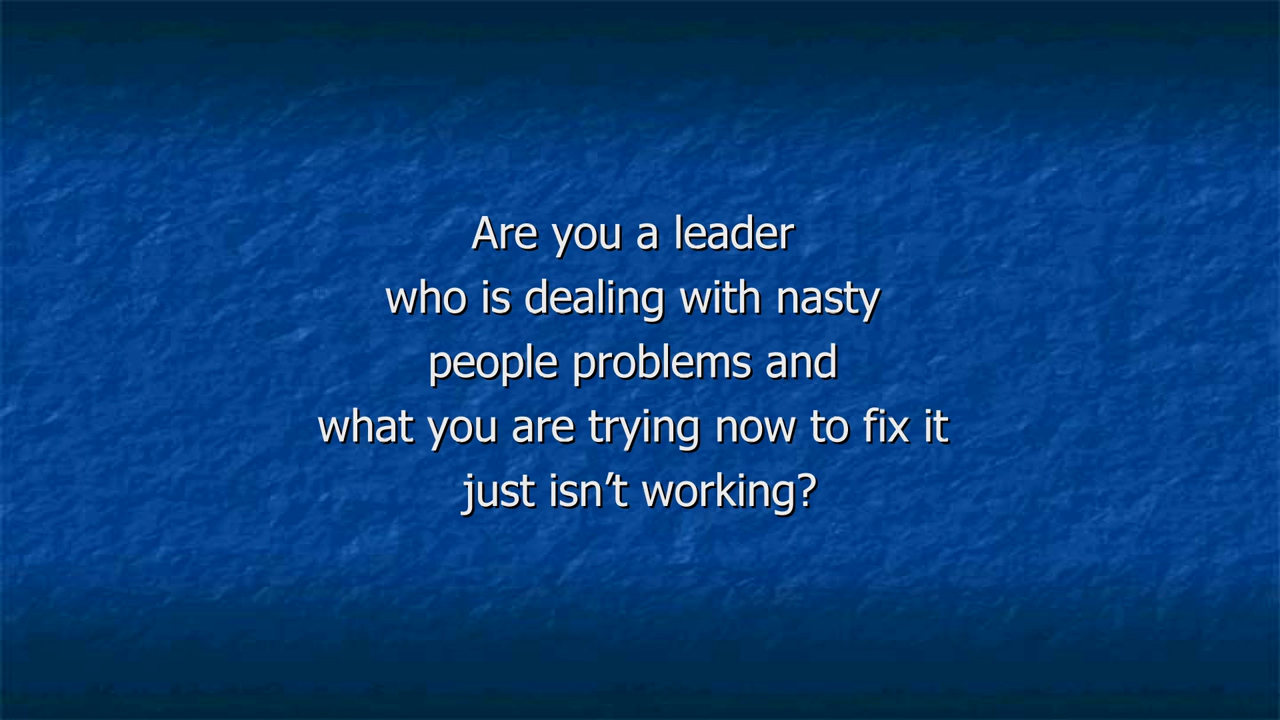 Are you a leader
who is dealing with nasty
people problems and
what you are trying now to fix it
just isn’t working?